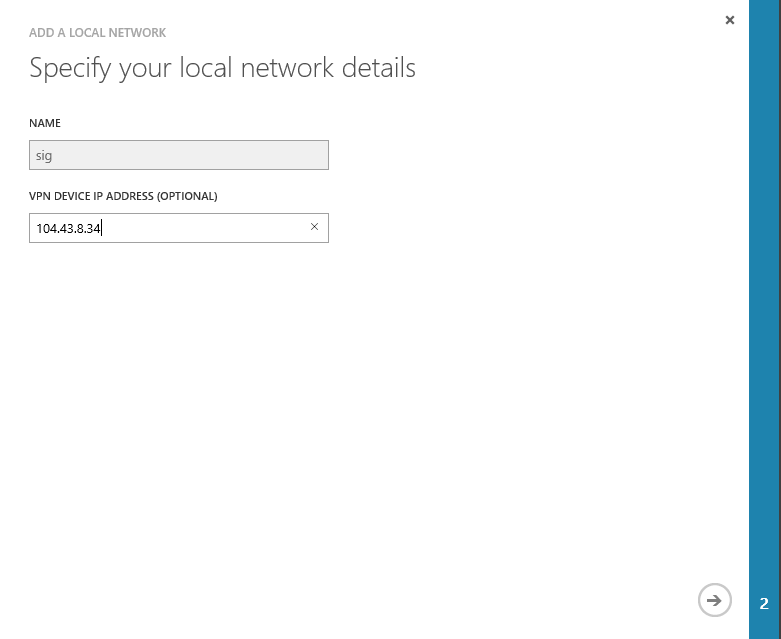 ADD A LOCAL NETWORK
Specify your local network details
NAME
sig
VPN DEVICE IP ADDRESS (OPTIONAL)
104.43.8.34
2